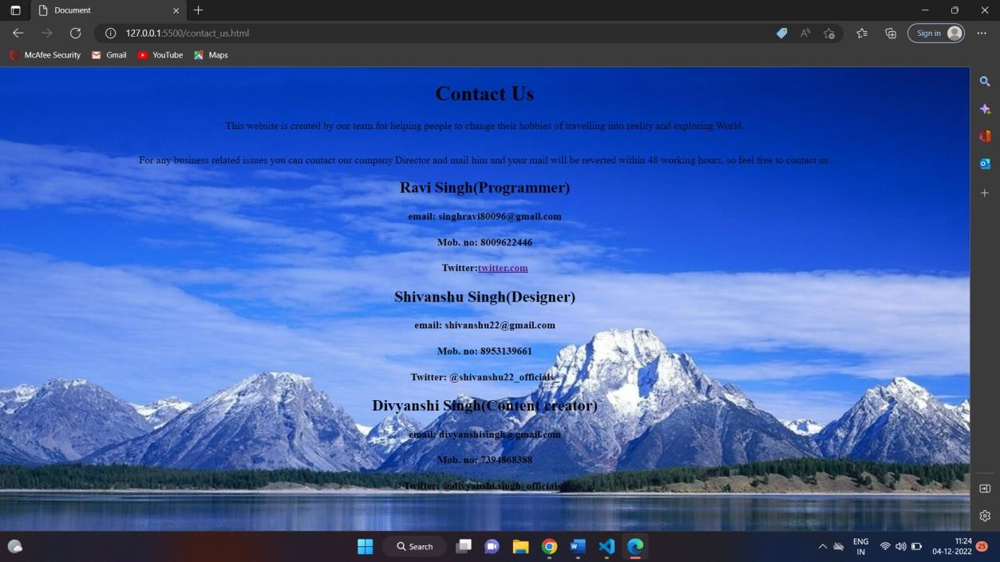 Document
127.0.0.1:5500/contact_us.html
Sign in
McAfee Security Gmail YouTube Maps
Contact Us
This website is created by our team for helping people to change their hobbies of travelling into reality and exploring World.
For any business related issues you can contact our company Director and mail him and your mail will be reverted within 48 working hours, so feel free to contact us.
Ravi Singh(Programmer)
email: singhravi80096@gmail.com
Mob. no: 8009622446
Twitter:twitter.com
Shivanshu Singh(Designer)
email: shivanshu22@gmail.com
Mob. no: 8953139661
Twitter: @shivanshu22_officials_
Divyanshi Singh(Content creator)
email: divyanshisingh@gmail.com
Mob. no: 7394868388
Twitter: @divyanshi.singh_officials
Search
ENG
IN
11:24
04-12-2022
25